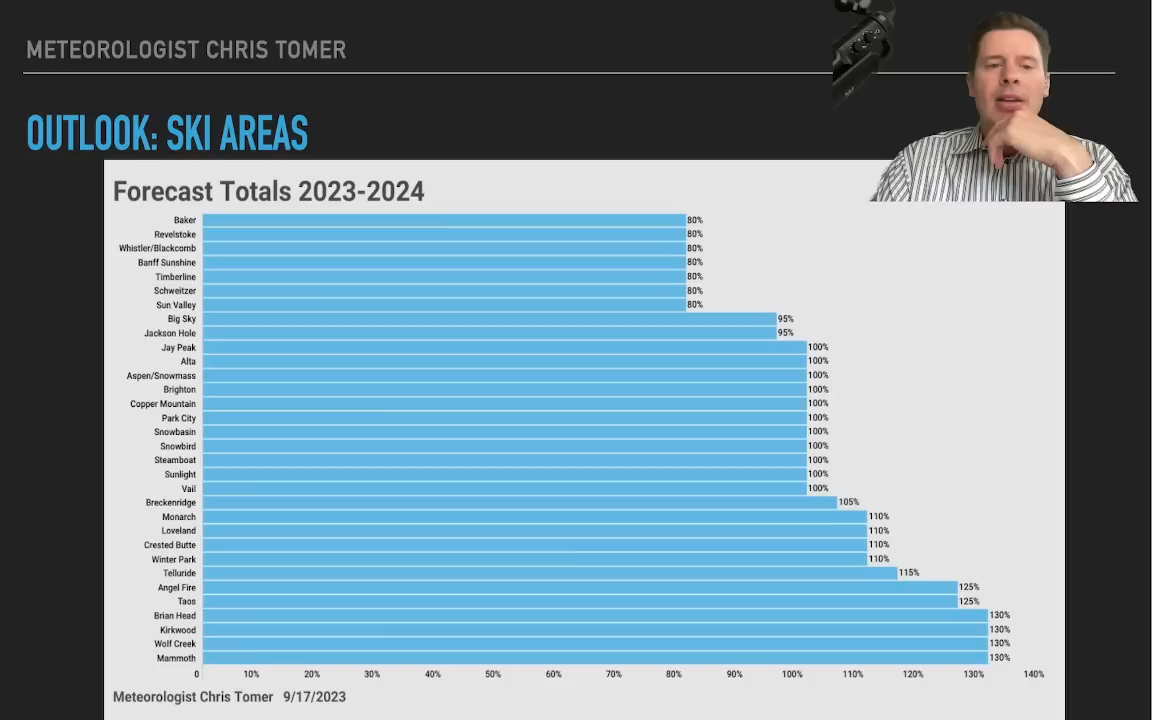 METEOROLOGIST CHRIS TOMER
OUTLOOK: SKI AREAS
Forecast Totals 2023-2024
Baker 80%
Revelstoke 80%
Whistler/Blackcomb 80%
Banff Sunshine 80%
Timberline 80%
Schweitzer 80%
Sun Valley 80%
Big Sky 95%
Jackson Hole 95%
Jay Peak 100%
Alta 100%
Aspen/Snowmass 100%
Brighton 100%
Copper Mountain 100%
Park City 100%
Snowbasin 100%
Snowbird 100%
Steamboat 100%
Sunlight 100%
Vail 100%
Breckenridge 105%
Monarch 110%
Loveland 110%
Crested Butte 110%
Winter Park 110%
Telluride 115%
Angel Fire 125%
Taos 125%
Brian Head 130%
Kirkwood 130%
Wolf Creek 130%
Mammoth 130%
0 10% 20% 30% 40% 50% 60% 70% 80% 90% 100% 110% 120% 130% 140%
Meteorologist Chris Tomer 9/17/2023